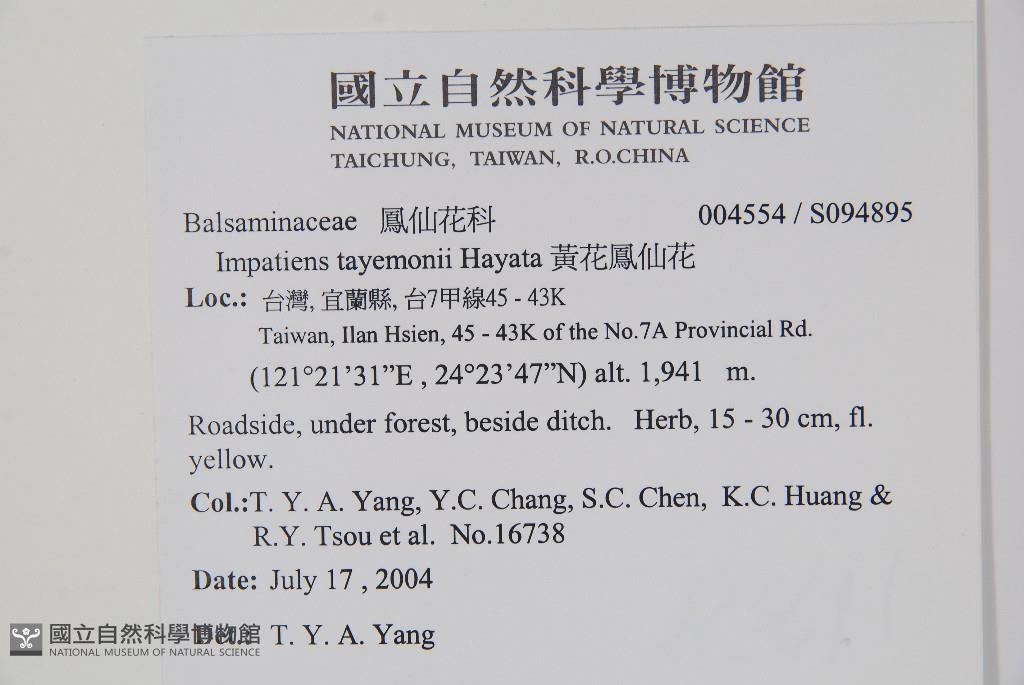 國立自然科學博物館
NATIONAL MUSEUM OF NATURAL SCIENCE
TAICHUNG, TAIWAN, R.O.CHINA
Balsaminaceae 鳳仙花科 004554 / S094895
Impatiens tayemonii Hayata 黃花鳳仙花
Loc.: 台灣, 宜蘭縣, 台7甲線45 - 43K
Taiwan, Ilan Hsien, 45 - 43K of the No.7A Provincial Rd.
(121°21’31”E , 24°23’47”N) alt. 1,941 m.
Roadside, under forest, beside ditch. Herb, 15 - 30 cm, fl.
yellow.
Col.:T. Y. A. Yang, Y.C. Chang, S.C. Chen, K.C. Huang &
R.Y. Tsou et al. No.16738
Date: July 17 , 2004
Det.: T. Y. A. Yang
國立自然科學博物館
NATIONAL MUSEUM OF NATURAL SCIENCE